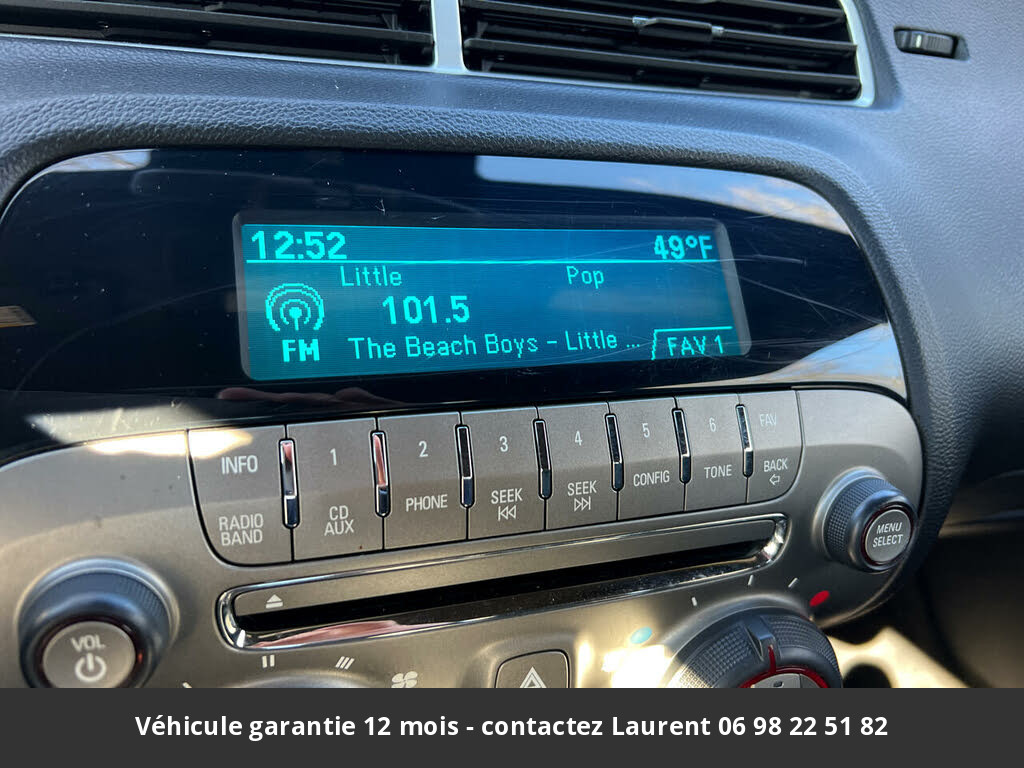 12:52 49°F
Little Pop
101.5
FM The Beach Boys - Little ... FAV 1
INFO 1 2 3 4 5 6 FAV
RADIO BAND CD AUX PHONE SEEK SEEK CONFIG TONE BACK
MENU SELECT
VOL
Véhicule garantie 12 mois - contactez Laurent 06 98 22 51 82